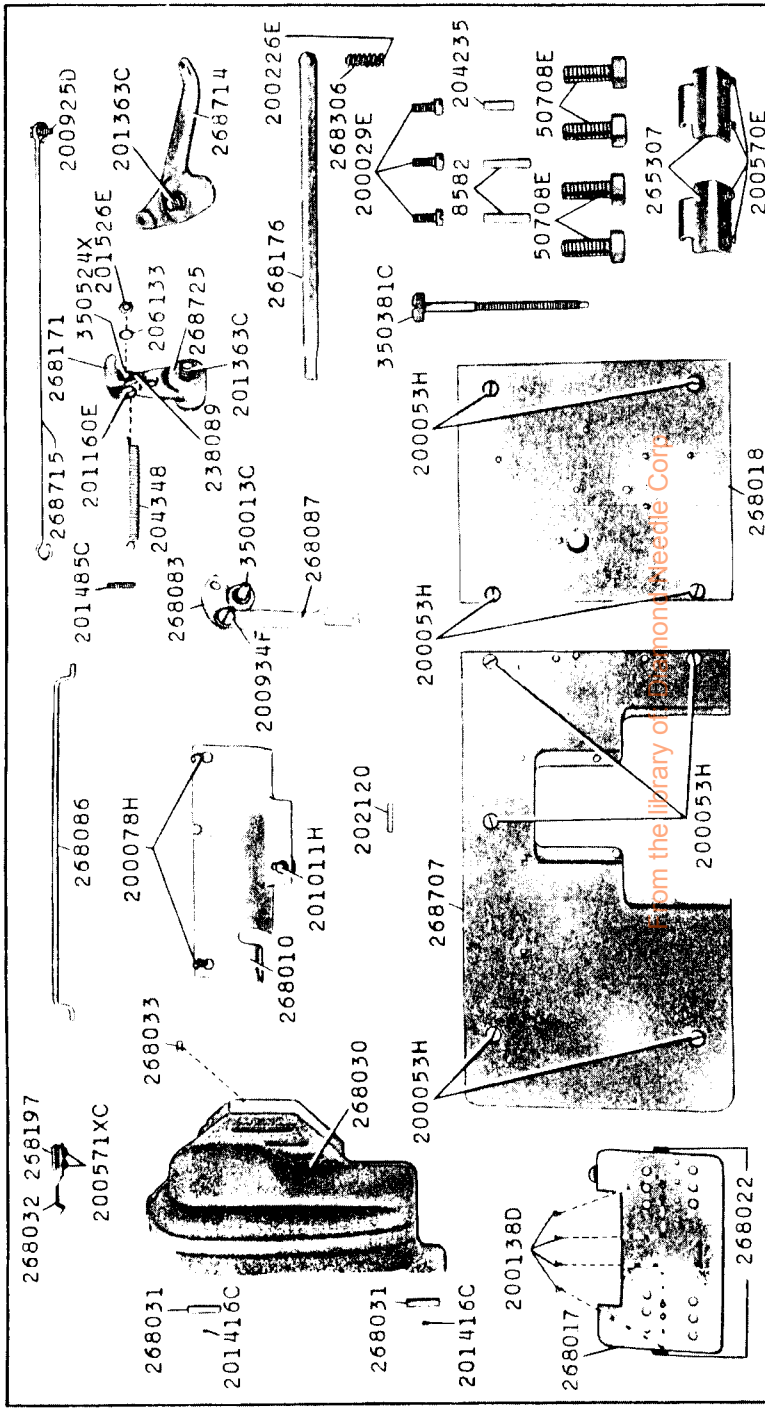 268032 258197
200571XC
268031
201416C
268031
201416C
268033
268030
268086
200078H
268010
201011H
202120
201485C
268083
200934F
350013C
268087
268715
200925D
268171
350524X
201526E
206133
268725
201363C
201160E
238089
204348
201363C
268714
268176
200226E
268306
200029E
204235
8582
50708E
50708E
350381C
265307
200570E
268017
200138D
268022
268707
200053H
200053H
200053H
200053H
268018
From the library of: Diamond Needle Corp